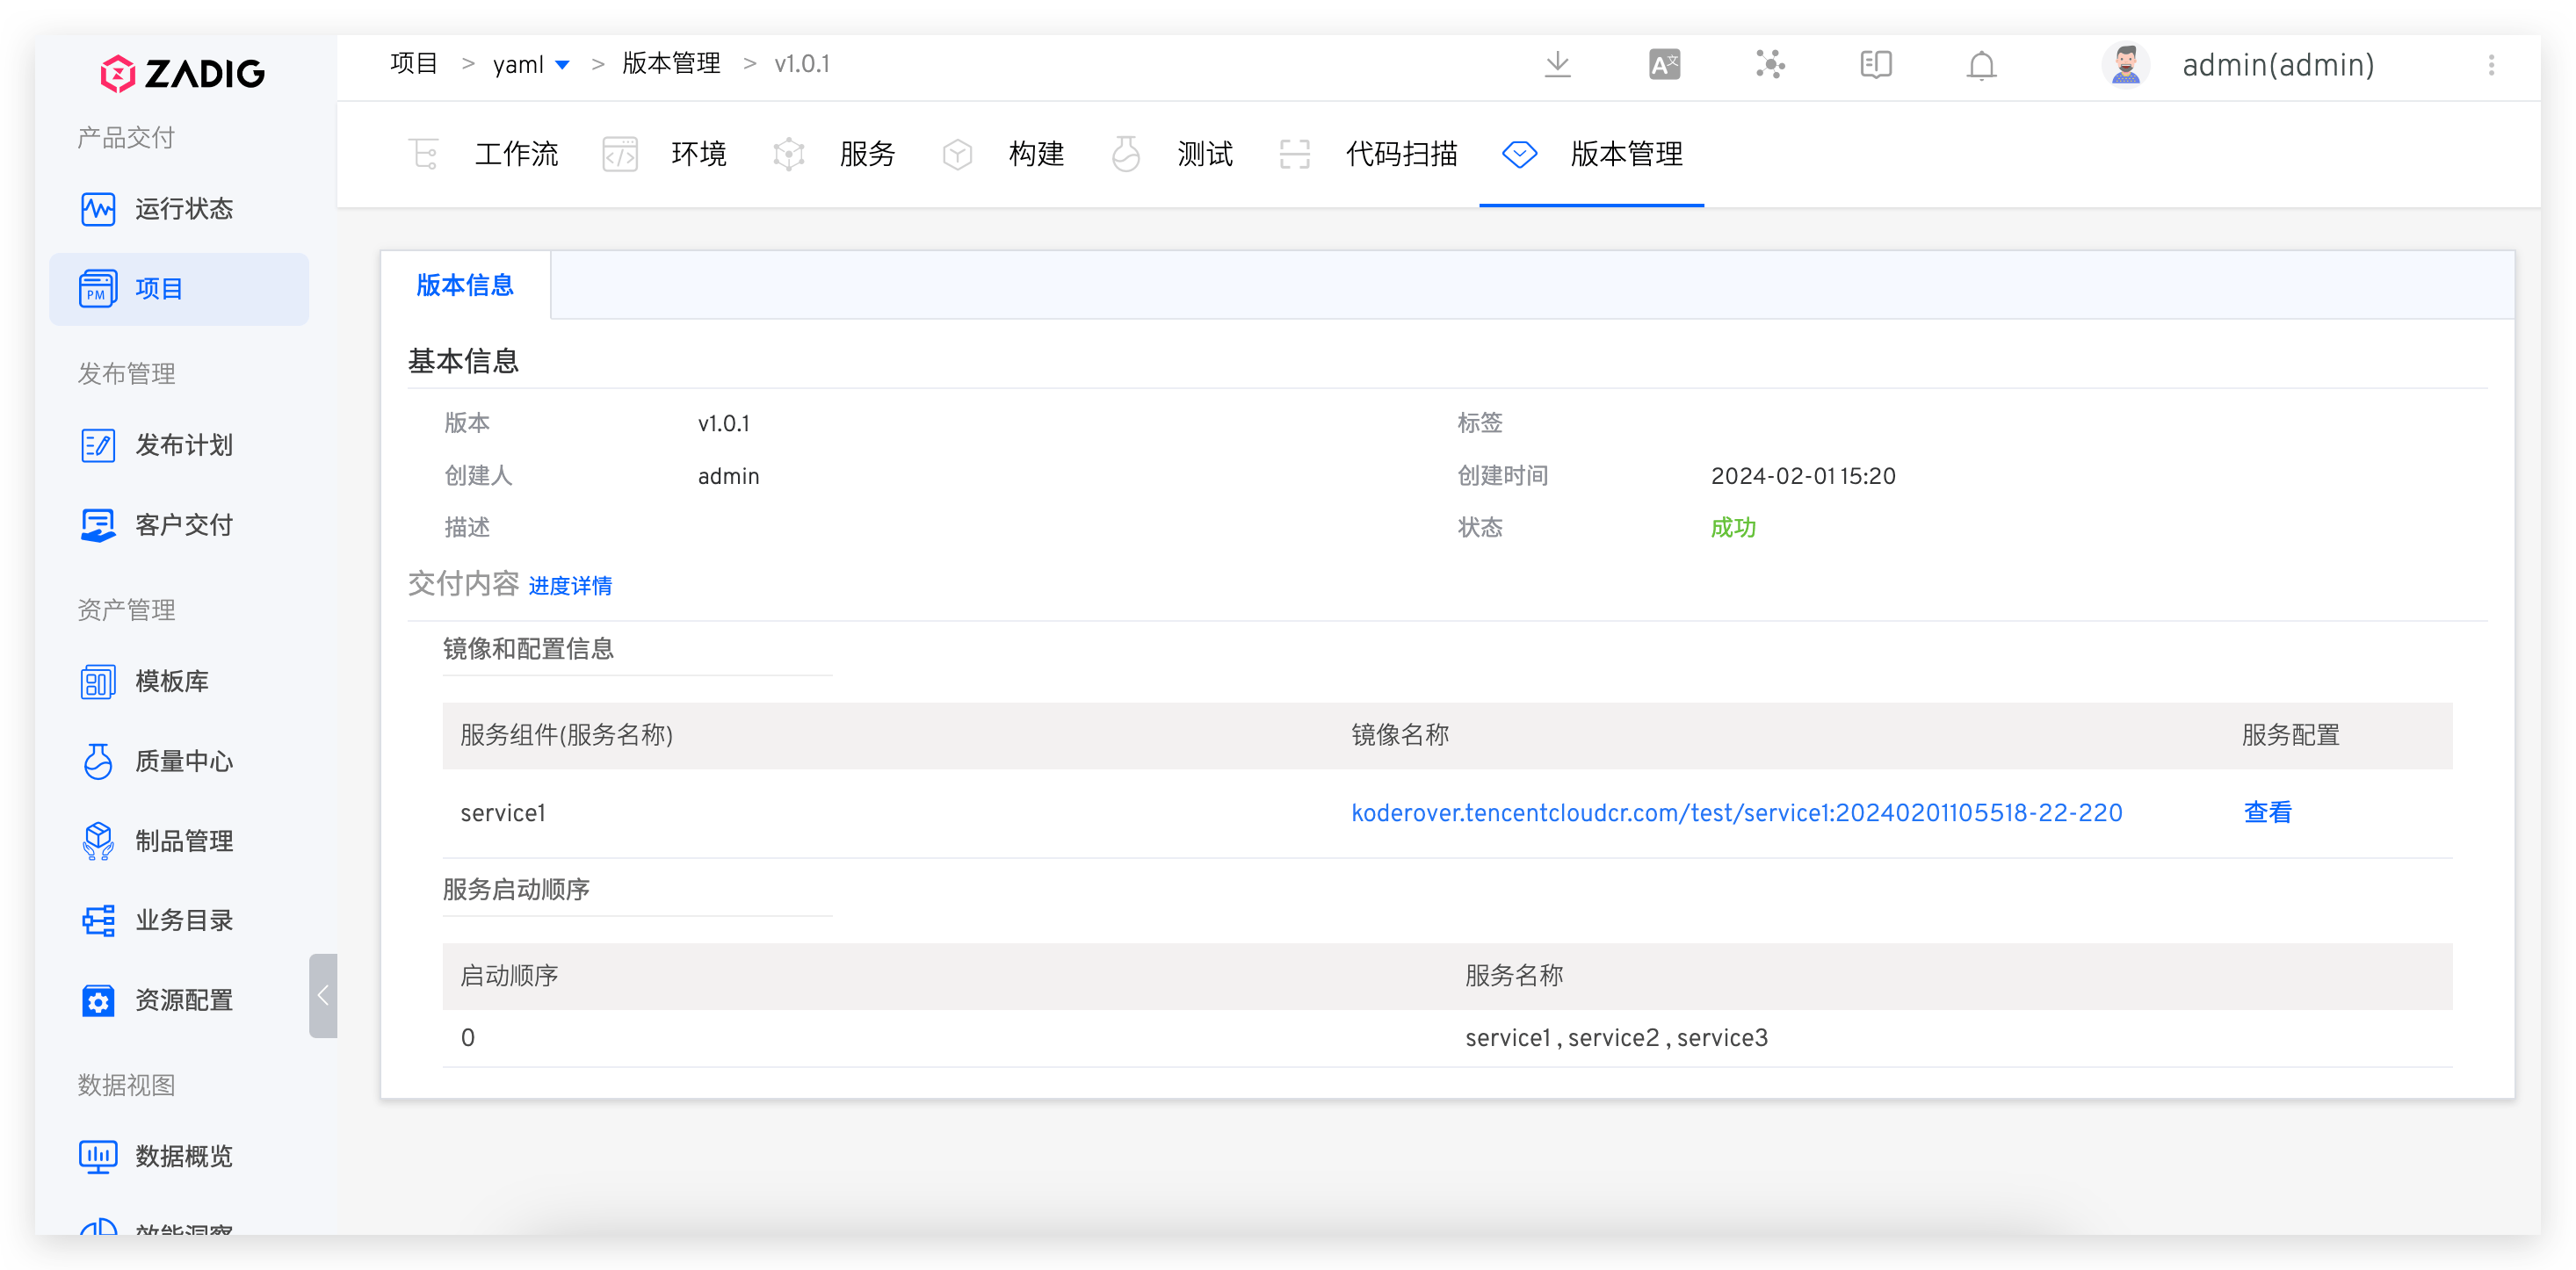 ZADIG
项目 > yaml > 版本管理 > v1.0.1
A文
admin(admin)
产品交付
运行状态
PM 项目
发布管理
发布计划
客户交付
资产管理
模板库
质量中心
制品管理
业务目录
资源配置
数据视图
数据概览
效能洞察
工作流 环境 服务 构建 测试 代码扫描 版本管理
版本信息
基本信息
版本 v1.0.1 标签
创建人 admin 创建时间 2024-02-01 15:20
描述 状态 成功
交付内容 进度详情
镜像和配置信息
服务组件(服务名称) 镜像名称 服务配置
service1 koderover.tencentcloudcr.com/test/service1:20240201105518-22-220 查看
服务启动顺序
启动顺序 服务名称
0 service1 , service2 , service3